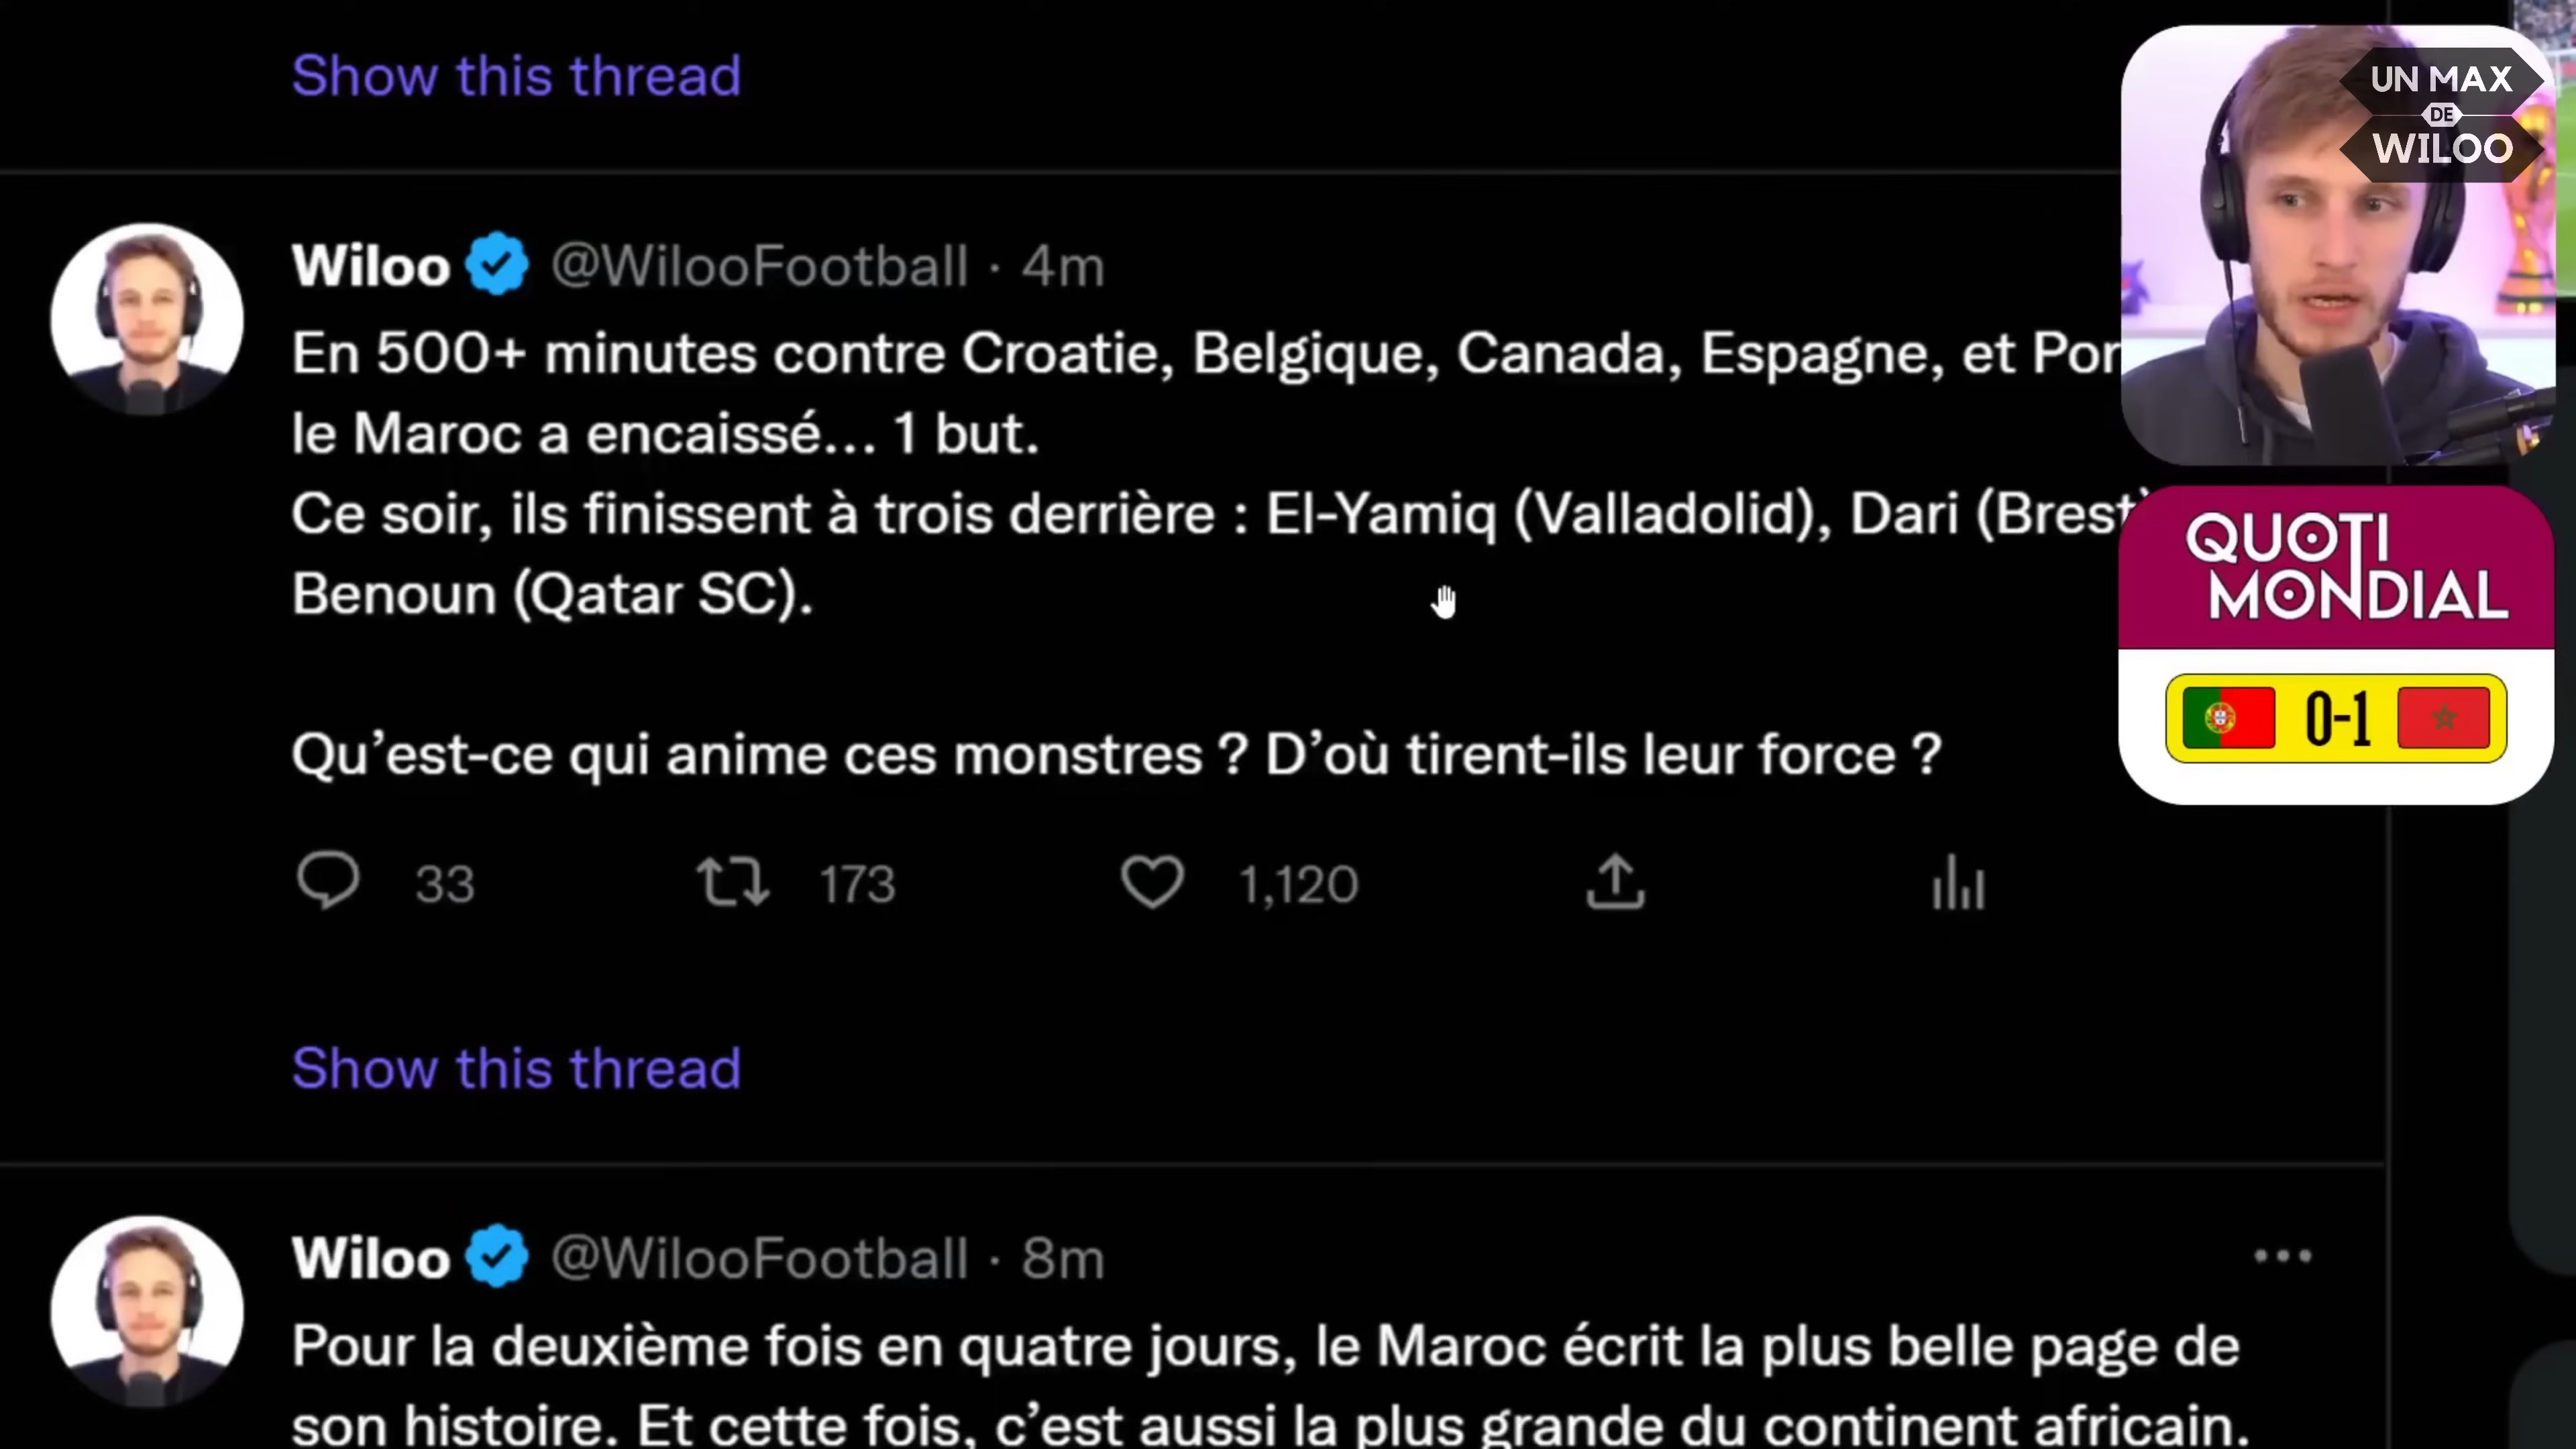 Show this thread
UN MAX
DE
WILOO
Wiloo @WilooFootball · 4m
En 500+ minutes contre Croatie, Belgique, Canada, Espagne, et
le Maroc a encaissé... 1 but.
Ce soir, ils finissent à trois derrière : El-Yamiq (Valladolid), Dari (Brest)
Benoun (Qatar SC).
QUOTI
MONDIAL
0-1
Qu’est-ce qui anime ces monstres ? D’où tirent-ils leur force ?
33 173 1,120
Show this thread
Wiloo @WilooFootball · 8m
Pour la deuxième fois en quatre jours, le Maroc écrit la plus belle page de
son histoire. Et cette fois, c’est aussi la plus grande du continent africain.